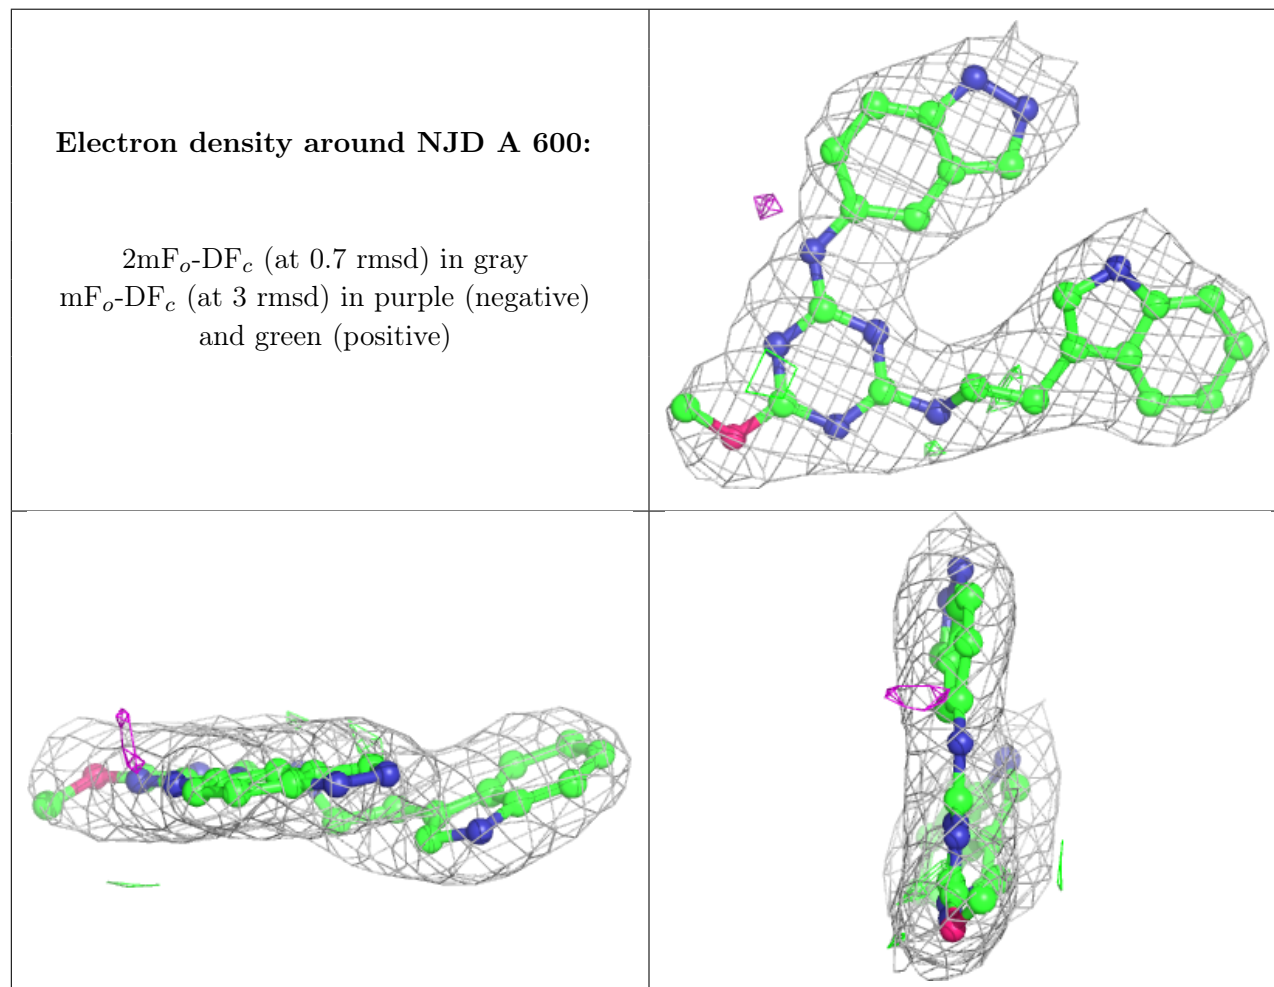 Electron density around NJD A 600:
2mFo-DFc (at 0.7 rmsd) in gray
mFo-DFc (at 3 rmsd) in purple (negative)
and green (positive)